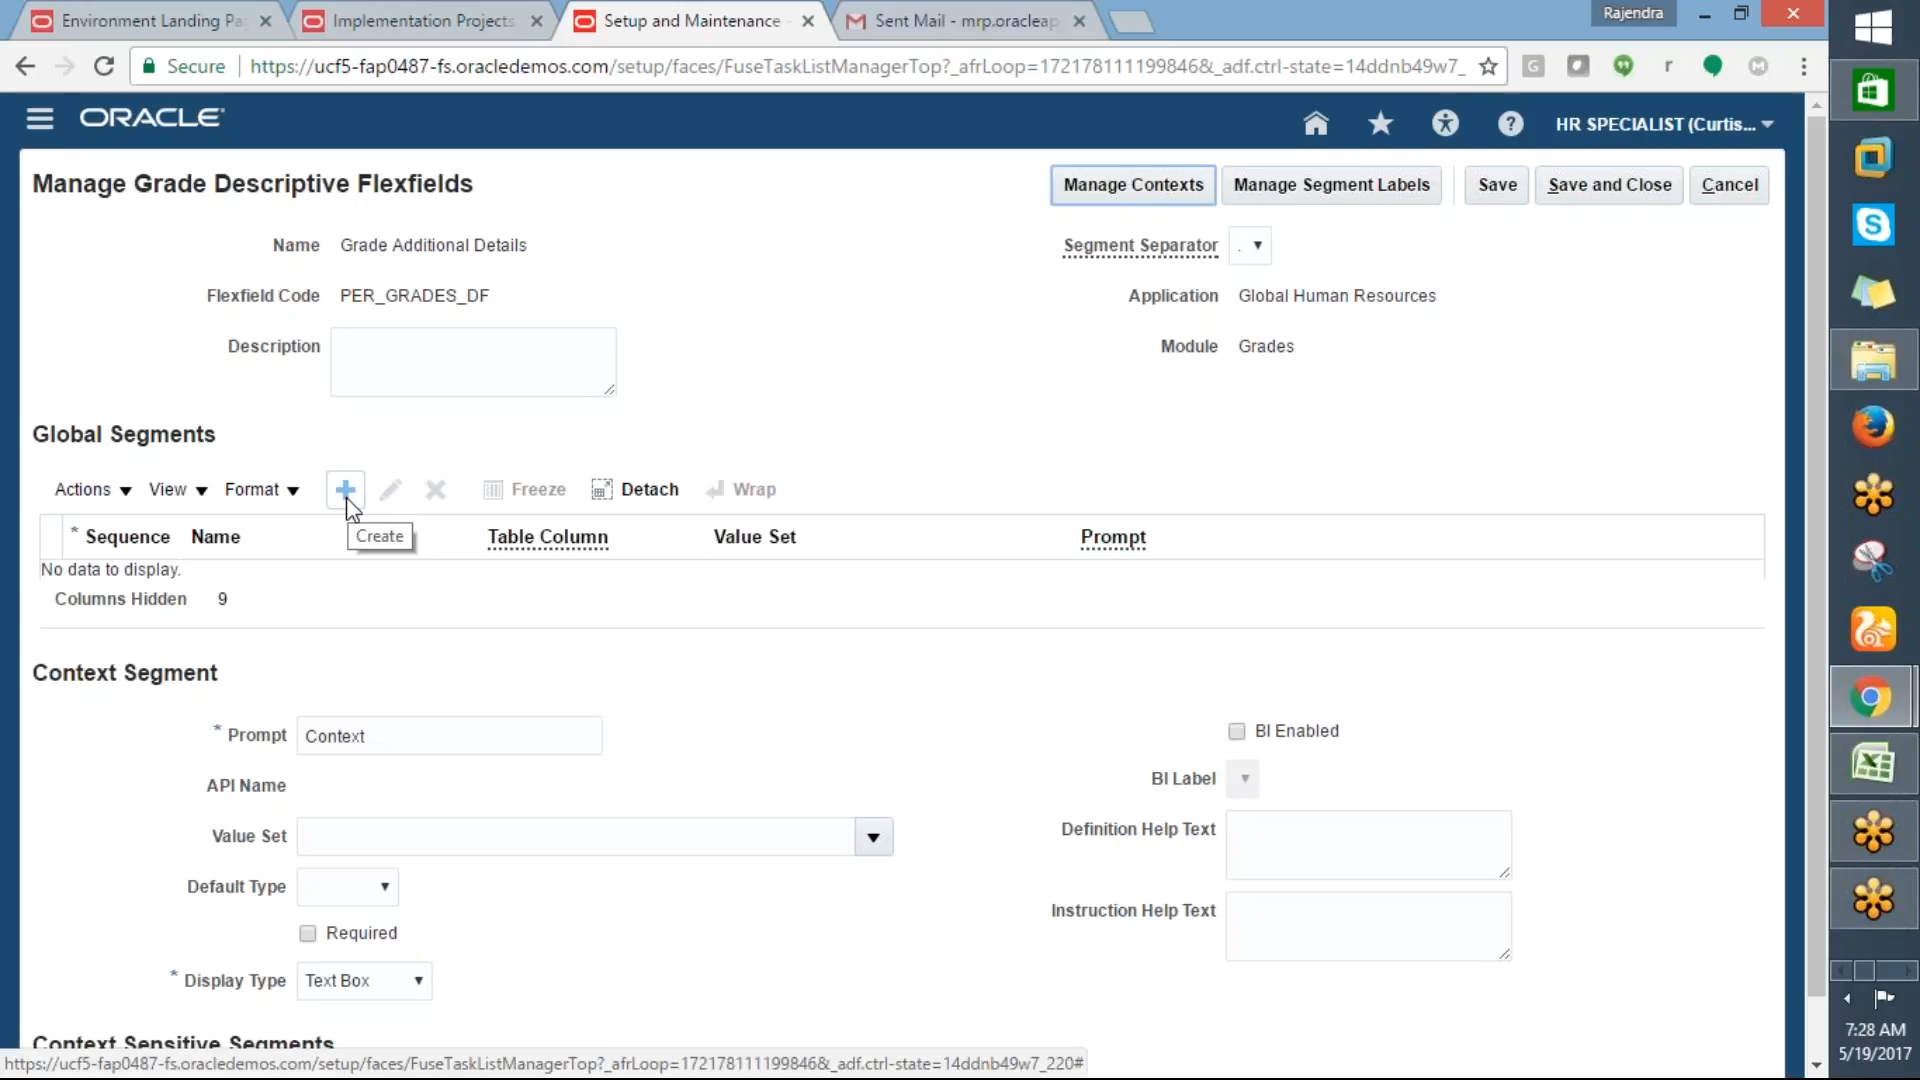 Environment Landing Pa
Implementation Projects
Setup and Maintenance
Sent Mail - mrp.oracleap
Rajendra
Secure https://ucf5-fap0487-fs.oracledemos.com/setup/faces/FuseTaskListManagerTop?_afrLoop=172178111199846&_adf.ctrl-state=14ddnb49w7_
ORACLE
HR SPECIALIST (Curtis...
Manage Grade Descriptive Flexfields
Manage Contexts Manage Segment Labels Save Save and Close Cancel
Name Grade Additional Details
Segment Separator .
Flexfield Code PER_GRADES_DF
Application Global Human Resources
Description
Module Grades
Global Segments
Actions View Format Freeze Detach Wrap
* Sequence Name Table Column Value Set Prompt
Create
No data to display.
Columns Hidden 9
Context Segment
* Prompt Context
BI Enabled
API Name
BI Label
Value Set
Definition Help Text
Default Type
Instruction Help Text
Required
* Display Type Text Box
Context Sensitive Segments
https://ucf5-fap0487-fs.oracledemos.com/setup/faces/FuseTaskListManagerTop?_afrLoop=172178111199846&_adf.ctrl-state=14ddnb49w7_220#
7:28 AM
5/19/2017